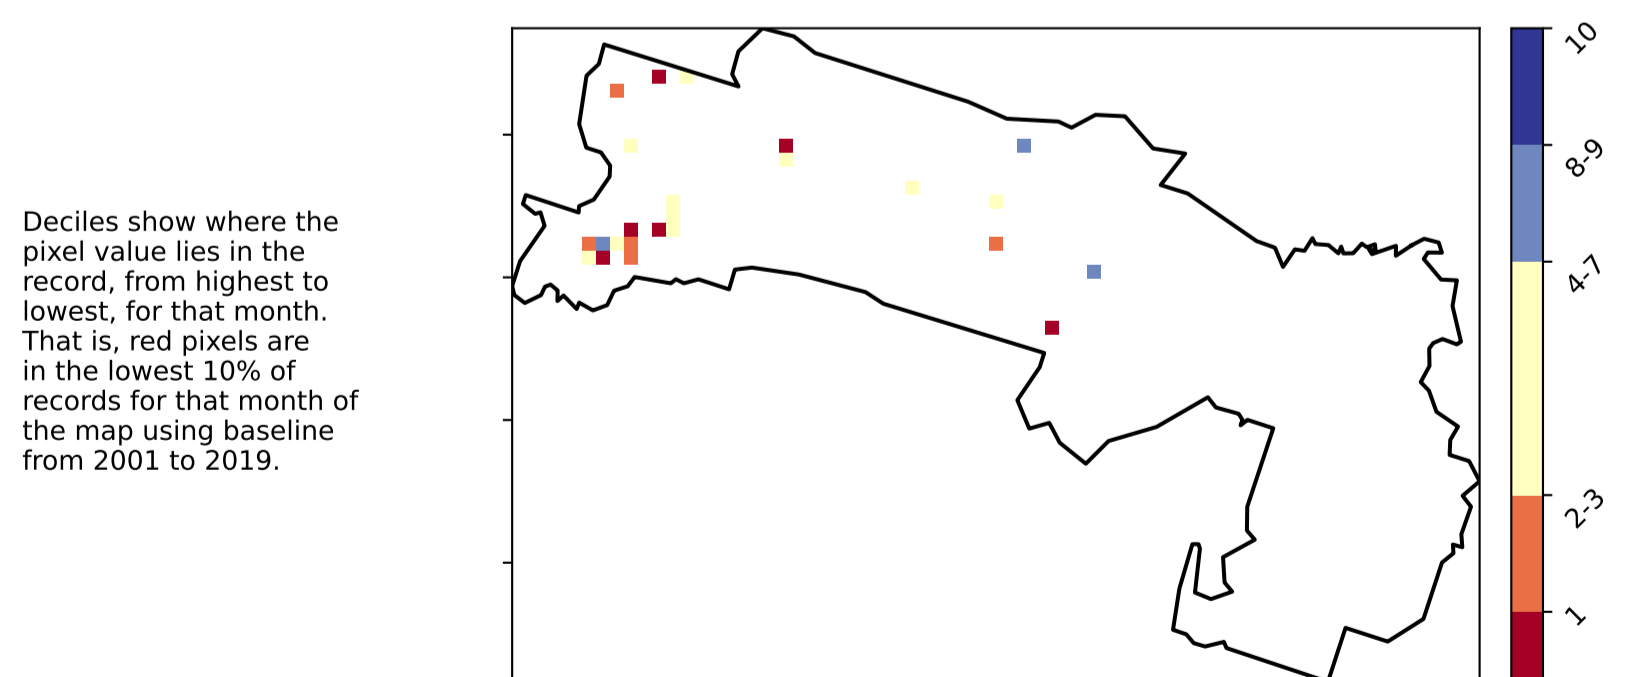 Deciles show where the
pixel value lies in the
record, from highest to
lowest, for that month.
That is, red pixels are
in the lowest 10% of
records for that month of
the map using baseline
from 2001 to 2019.
10
8-9
4-7
2-3
1